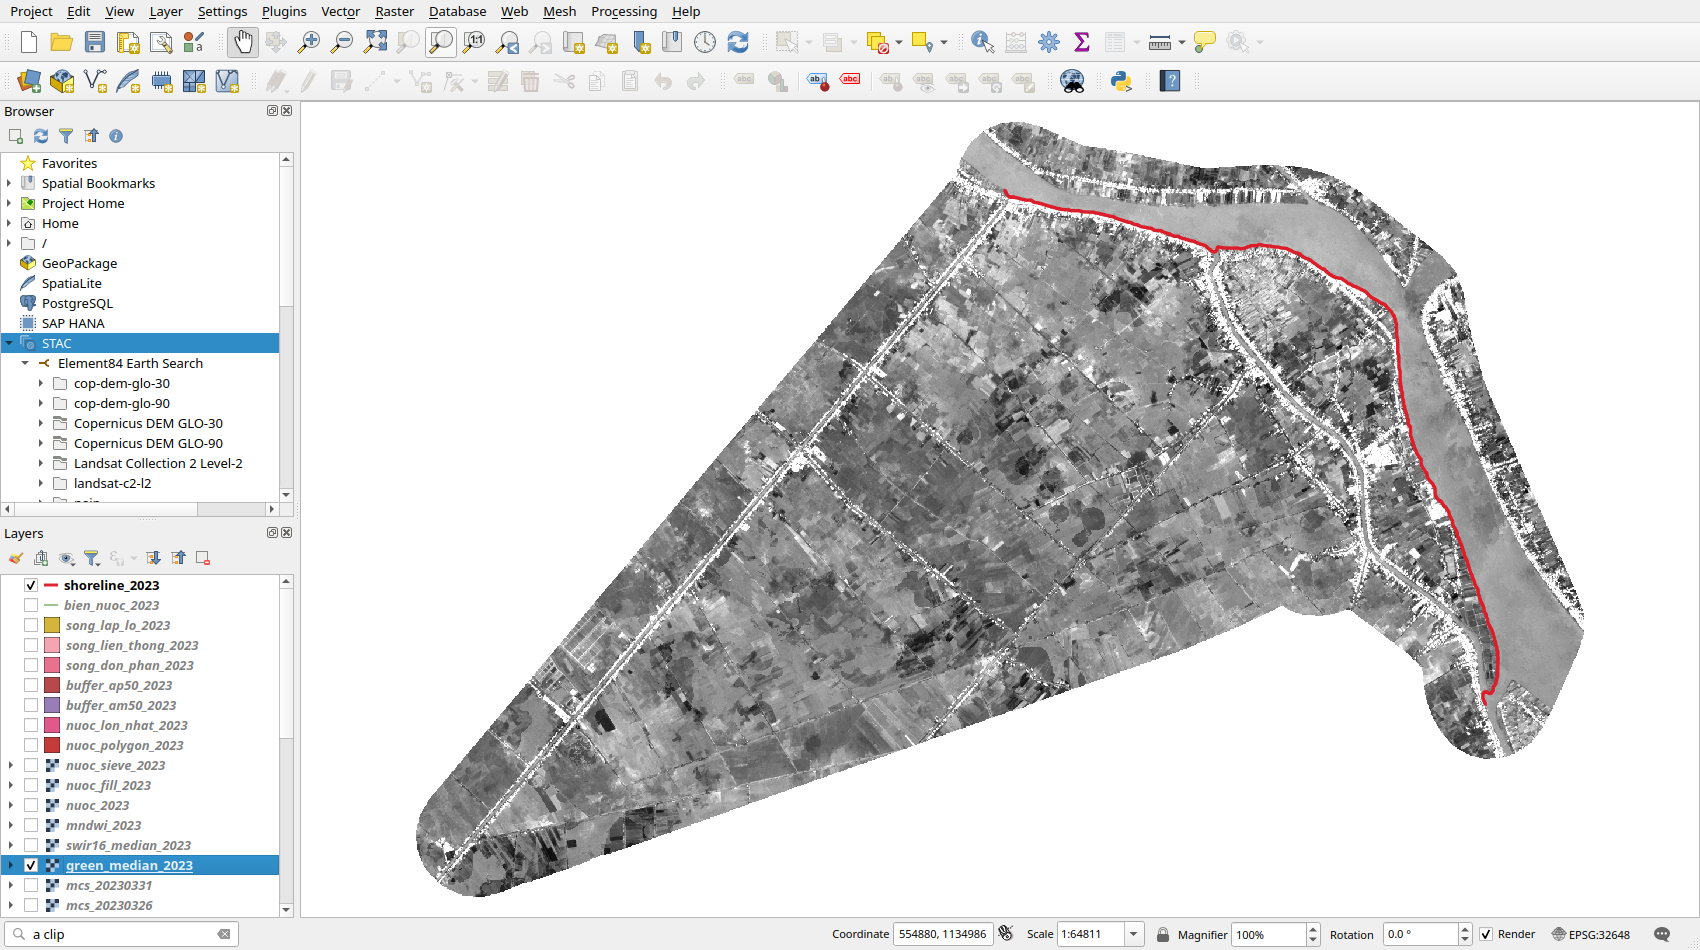 Project Edit View Layer Settings Plugins Vector Raster Database Web Mesh Processing Help
Browser
Favorites
Spatial Bookmarks
Project Home
Home
/
GeoPackage
SpatiaLite
PostgreSQL
SAP HANA
STAC
Element84 Earth Search
cop-dem-glo-30
cop-dem-glo-90
Copernicus DEM GLO-30
Copernicus DEM GLO-90
Landsat Collection 2 Level-2
landsat-c2-l2
Layers
shoreline_2023
bien_nuoc_2023
song_lap_lo_2023
song_lien_thong_2023
song_don_phan_2023
buffer_ap50_2023
buffer_am50_2023
nuoc_lon_nhat_2023
nuoc_polygon_2023
nuoc_sieve_2023
nuoc_fill_2023
nuoc_2023
mndwi_2023
swir16_median_2023
green_median_2023
mcs_20230331
mcs_20230326
a clip
Coordinate 554880, 1134986 Scale 1:64811 Magnifier 100% Rotation 0.0 ° Render EPSG:32648